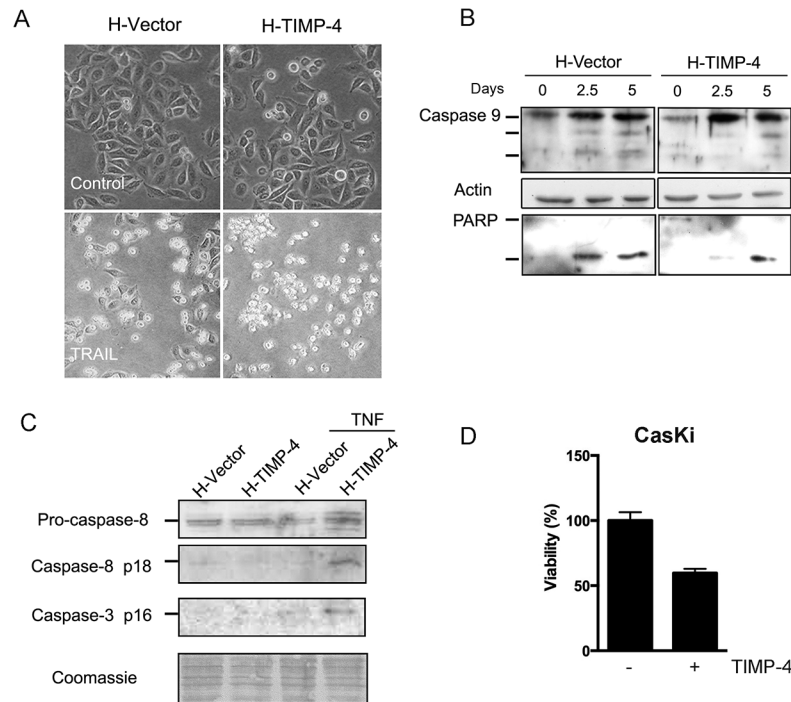 A
H-Vector
H-TIMP-4
Control
TRAIL
B
H-Vector
H-TIMP-4
Days
0
2.5
5
0
2.5
5
Caspase 9
Actin
PARP
C
TNF
H-Vector
H-TIMP-4
H-Vector
H-TIMP-4
Pro-caspase-8
Caspase-8 p18
Caspase-3 p16
Coomassie
D
CasKi
Viability (%)
150
100
50
0
-
+
TIMP-4